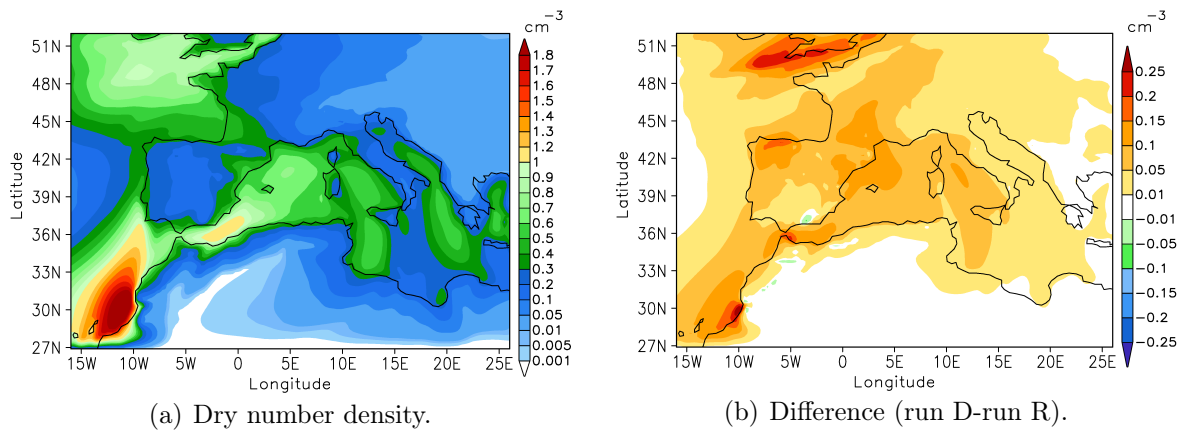 cm⁻³
51N
48N
45N
42N
39N
36N
33N
30N
27N
Latitude
15W 10W 5W 0 5E 10E 15E 20E 25E
Longitude
1.8
1.7
1.6
1.5
1.3
1.2
1
0.9
0.8
0.7
0.6
0.5
0.4
0.3
0.2
0.1
0.05
0.01
0.005
0.001
(a) Dry number density.
cm⁻³
51N
48N
45N
42N
39N
36N
33N
30N
27N
Latitude
15W 10W 5W 0 5E 10E 15E 20E 25E
Longitude
0.25
0.2
0.15
0.1
0.05
0.01
−0.01
−0.05
−0.1
−0.15
−0.2
−0.25
(b) Difference (run D-run R).